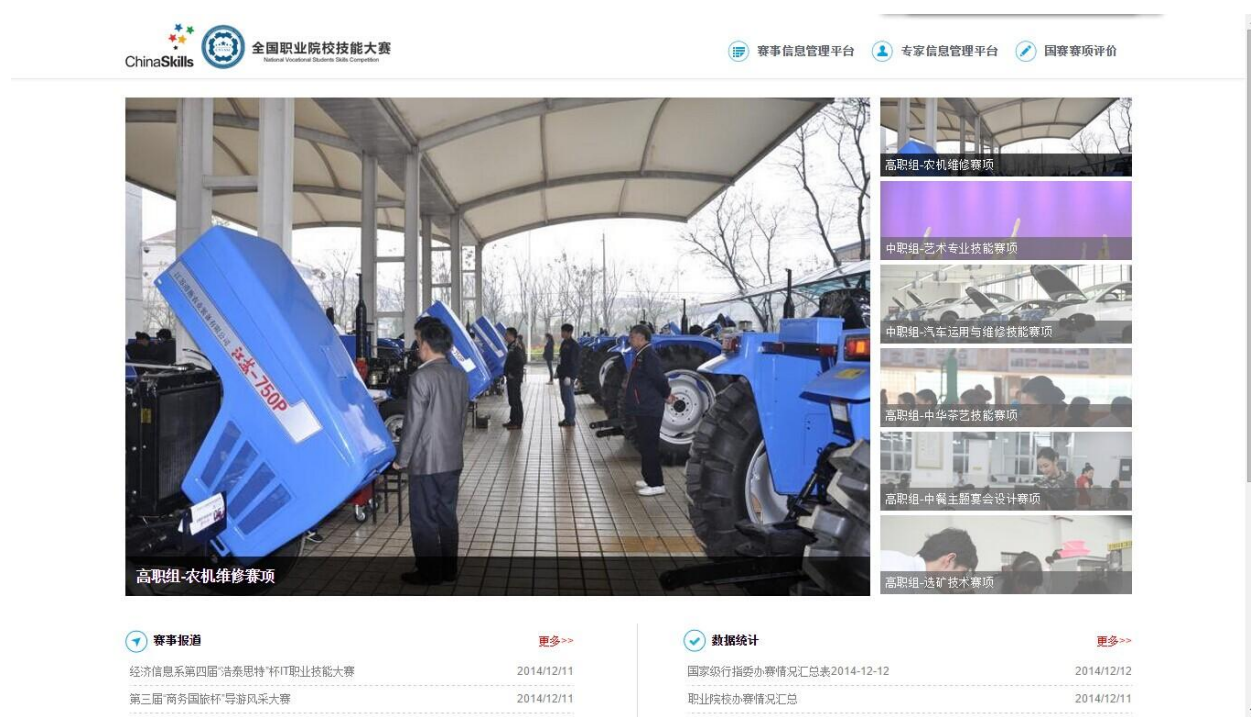 ChinaSkills
全国职业院校技能大赛
National Vocational Students Skills Competition
赛事信息管理平台
专家信息管理平台
国赛赛项评价
江苏-750P
高职组-农机维修赛项
高职组-农机维修赛项
中职组-艺术专业技能赛项
中职组-汽车运用与维修技能赛项
高职组-中华茶艺技能赛项
高职组-中餐主题宴会设计赛项
高职组-选矿技术赛项
赛事报道 更多>>
经济信息系第四届“浩泰思特”杯IT职业技能大赛 2014/12/11
第三届“商务国旅杯”导游风采大赛 2014/12/11
数据统计 更多>>
国家级行指委办赛情况汇总表2014-12-12 2014/12/12
职业院校办赛情况汇总 2014/12/11